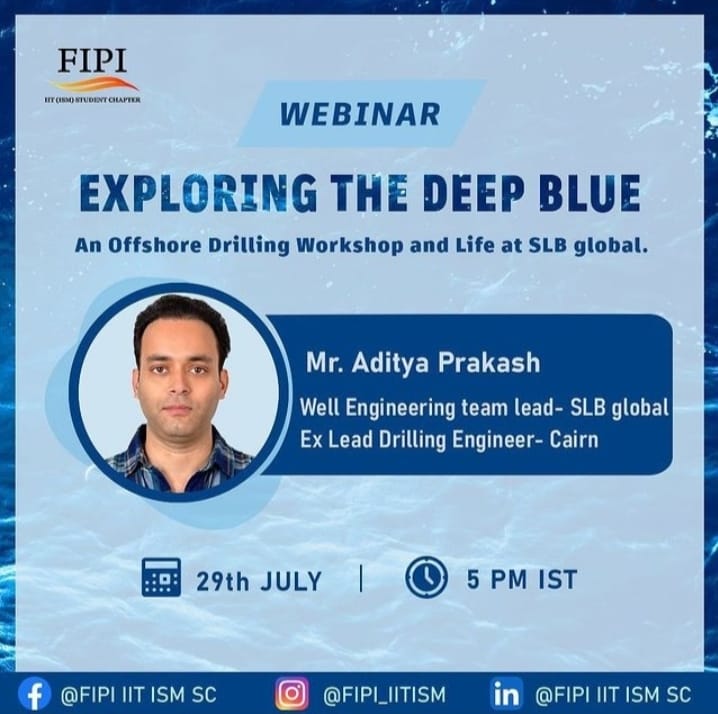 FIPI
IIT (ISM) STUDENT CHAPTER
WEBINAR
EXPLORING THE DEEP BLUE
An Offshore Drilling Workshop and Life at SLB global.
Mr. Aditya Prakash
Well Engineering team lead- SLB global
Ex Lead Drilling Engineer- Cairn
29th JULY | 5 PM IST
@FIPI IIT ISM SC @FIPI_IITISM in @FIPI IIT ISM SC